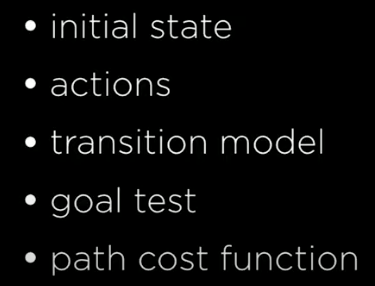 • initial state
• actions
• transition model
• goal test
• path cost function